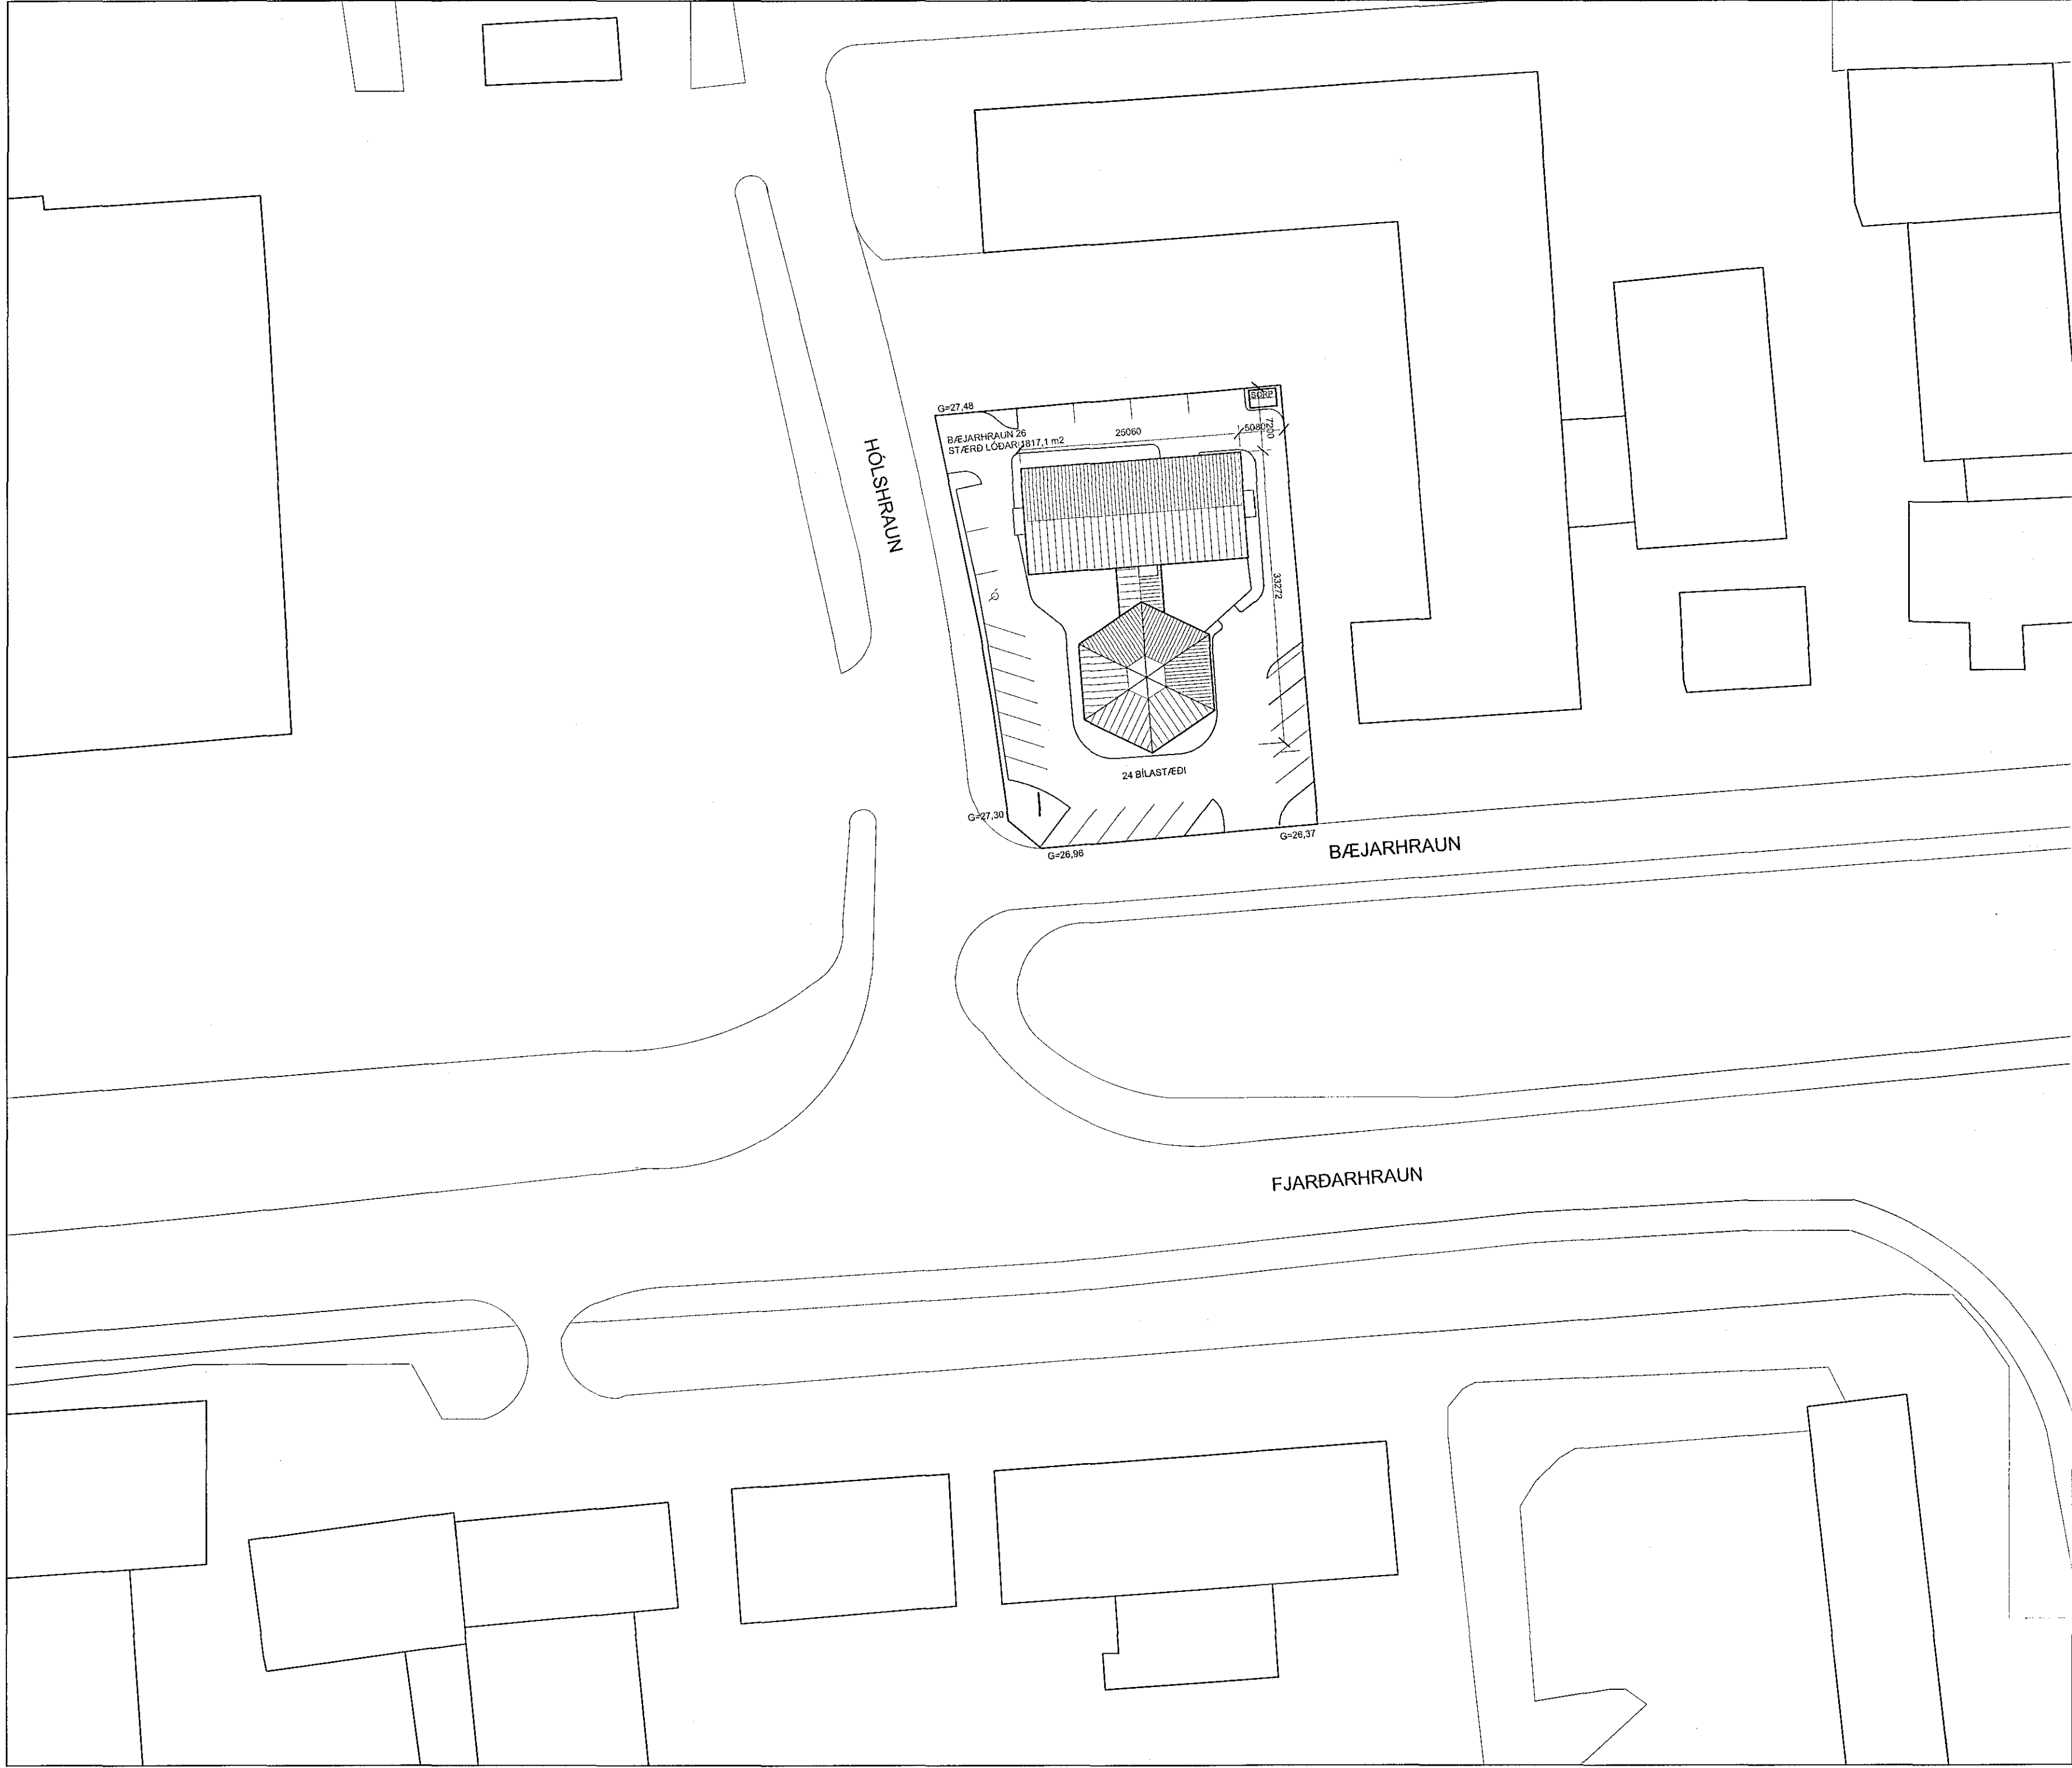 G=27,48
SORP
BÆJARHRAUN 26
STÆRÐ LÓÐAR 1817,1 m2
25060
5080
7200
HÓLSHRAUN
33272
24 BÍLASTÆÐI
G=27,30
G=26,96
G=26,37
BÆJARHRAUN
FJARÐARHRAUN